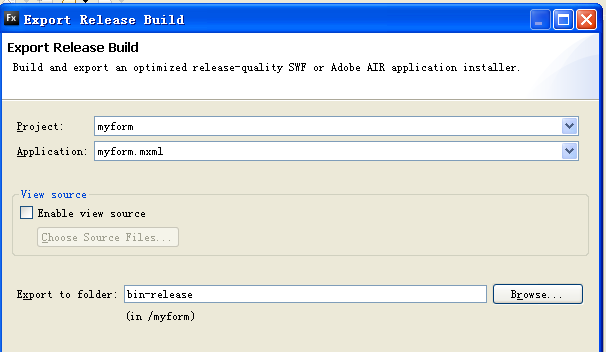 Fx Export Release Build
Export Release Build
Build and export an optimized release-quality SWF or Adobe AIR application installer.
Project: myform
Application: myform.mxml
View source
Enable view source
Choose Source Files...
Export to folder: bin-release Browse...
(in /myform)